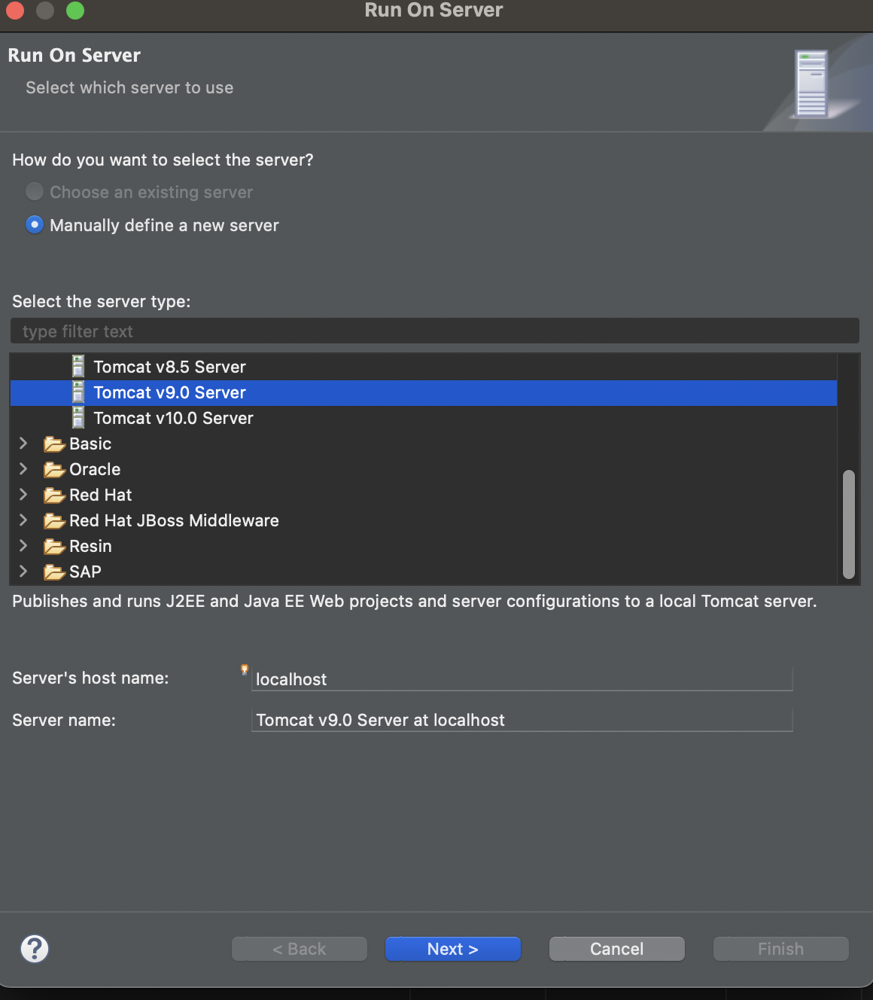 Run On Server
Run On Server
Select which server to use
How do you want to select the server?
Choose an existing server
Manually define a new server
Select the server type:
type filter text
Tomcat v8.5 Server
Tomcat v9.0 Server
Tomcat v10.0 Server
Basic
Oracle
Red Hat
Red Hat JBoss Middleware
Resin
SAP
Publishes and runs J2EE and Java EE Web projects and server configurations to a local Tomcat server.
Server's host name: localhost
Server name: Tomcat v9.0 Server at localhost
? < Back Next > Cancel Finish